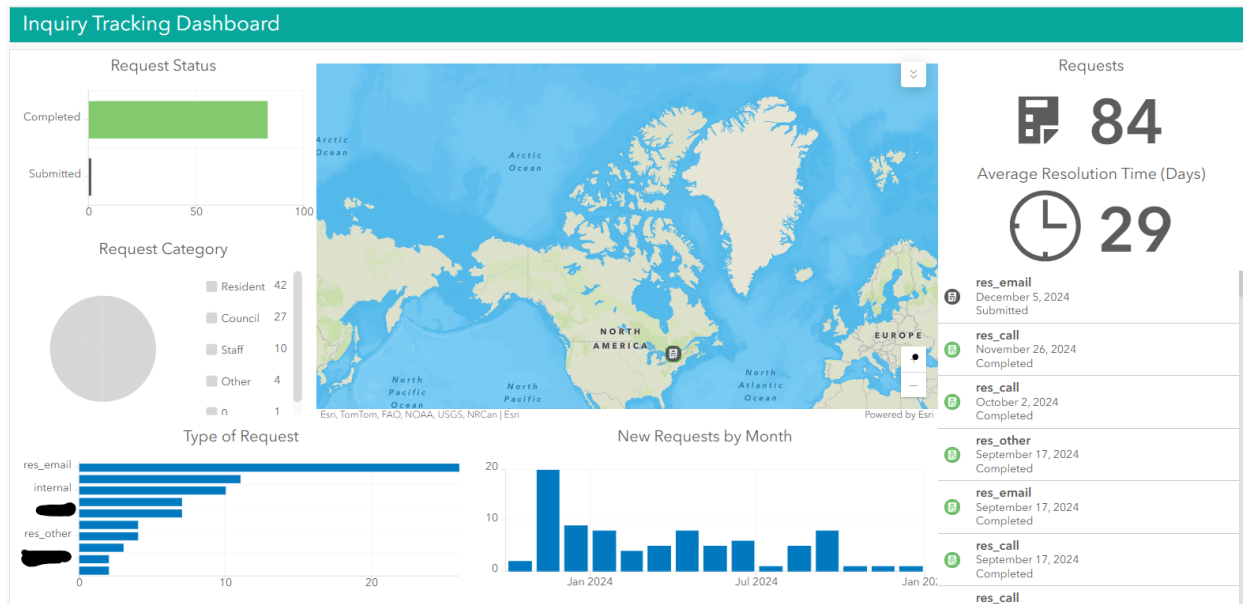 Inquiry Tracking Dashboard
Request Status
Completed
Submitted
0 50 100
Request Category
Resident 42
Council 27
Staff 10
Other 4
0 1
Arctic
Ocean
Arctic
Ocean
NORTH
AMERICA
EUROPE
North
Pacific
Ocean
North
Pacific
Ocean
North
Atlantic
Ocean
Esri, TomTom, FAO, NOAA, USGS, NRCan | Esri
Powered by Esri
Requests
84
Average Resolution Time (Days)
29
res_email
December 5, 2024
Submitted
res_call
November 26, 2024
Completed
res_call
October 2, 2024
Completed
res_other
September 17, 2024
Completed
res_email
September 17, 2024
Completed
res_call
September 17, 2024
Completed
res_call
Type of Request
res_email
internal
res_other
0 10 20
New Requests by Month
20
10
0
Jan 2024 Jul 2024 Jan 202